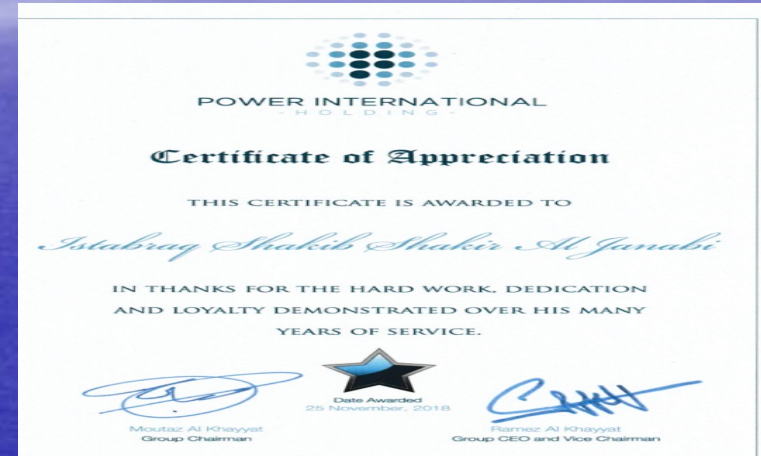 POWER INTERNATIONAL
- HOLDING -
Certificate of Appreciation
THIS CERTIFICATE IS AWARDED TO
Istabraq Shakib Shakir Al Janabi
IN THANKS FOR THE HARD WORK, DEDICATION
AND LOYALTY DEMONSTRATED OVER HIS MANY
YEARS OF SERVICE.
Date Awarded
25 November, 2018
Moutaz Al Khayyat
Group Chairman
Ramez Al Khayyat
Group CEO and Vice Chairman